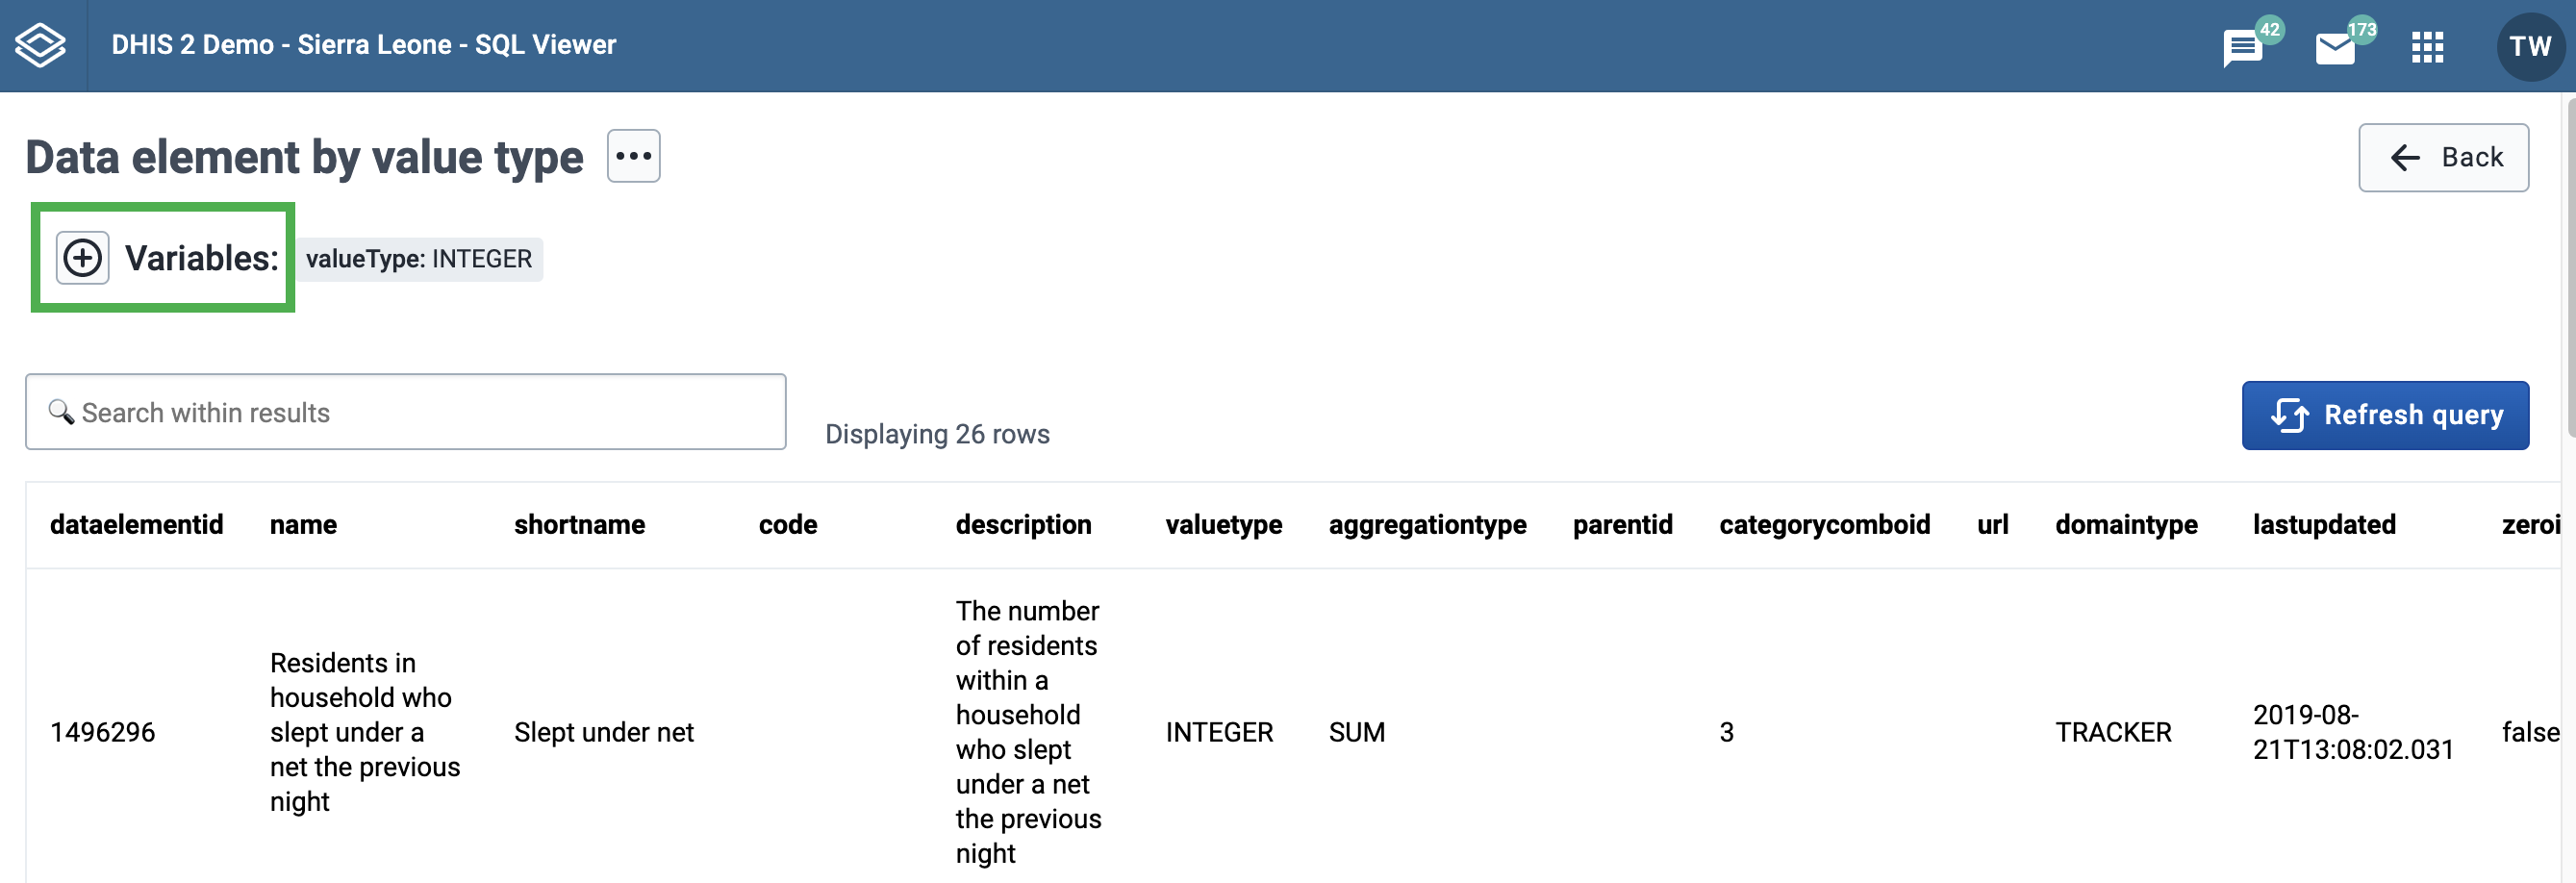 DHIS 2 Demo - Sierra Leone - SQL Viewer
42
173
TW
Data element by value type
Back
Variables: valueType: INTEGER
Search within results
Displaying 26 rows
Refresh query
dataelementid name shortname code description valuetype aggregationtype parentid categorycomboid url domaintype lastupdated zeroi
1496296
Residents in
household who
slept under a
net the previous
night
Slept under net
The number
of residents
within a
household
who slept
under a net
the previous
night
INTEGER
SUM
3
TRACKER
2019-08-
21T13:08:02.031
false